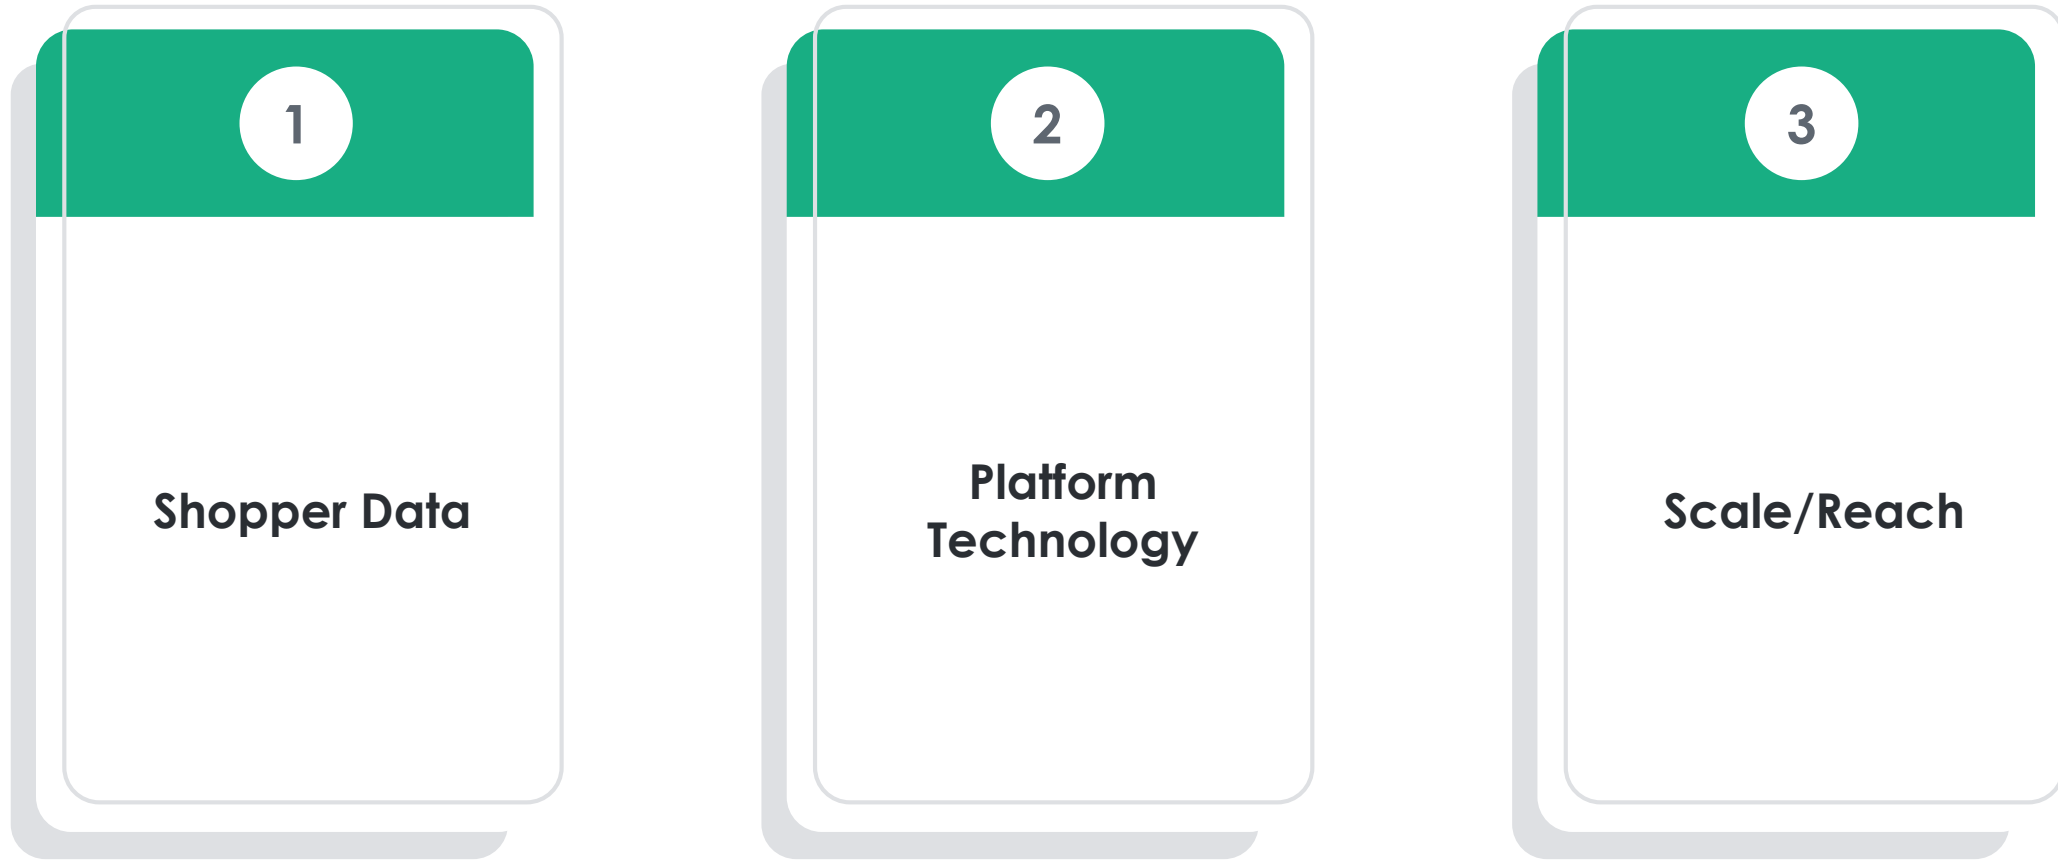 1
Shopper Data
2
Platform
Technology
3
Scale/Reach